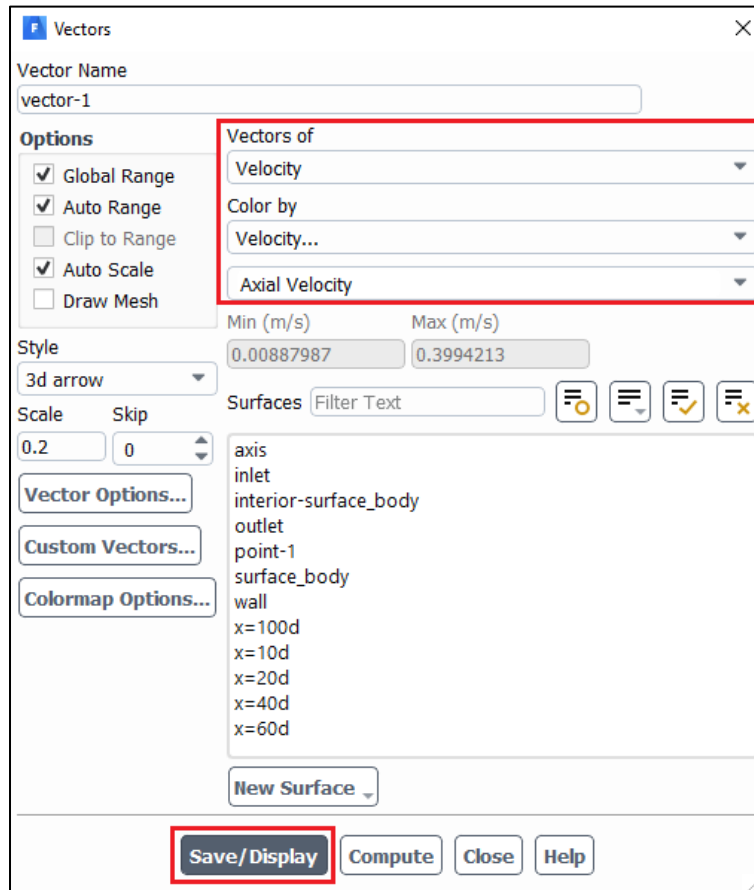 F Vectors
Vector Name
vector-1
Options
Global Range
Auto Range
Clip to Range
Auto Scale
Draw Mesh
Style
3d arrow
Scale Skip
0.2 0
Vector Options...
Custom Vectors...
Colormap Options...
Vectors of
Velocity
Color by
Velocity...
Axial Velocity
Min (m/s) Max (m/s)
0.00887987 0.3994213
Surfaces Filter Text
axis
inlet
interior-surface_body
outlet
point-1
surface_body
wall
x=100d
x=10d
x=20d
x=40d
x=60d
New Surface
Save/Display Compute Close Help